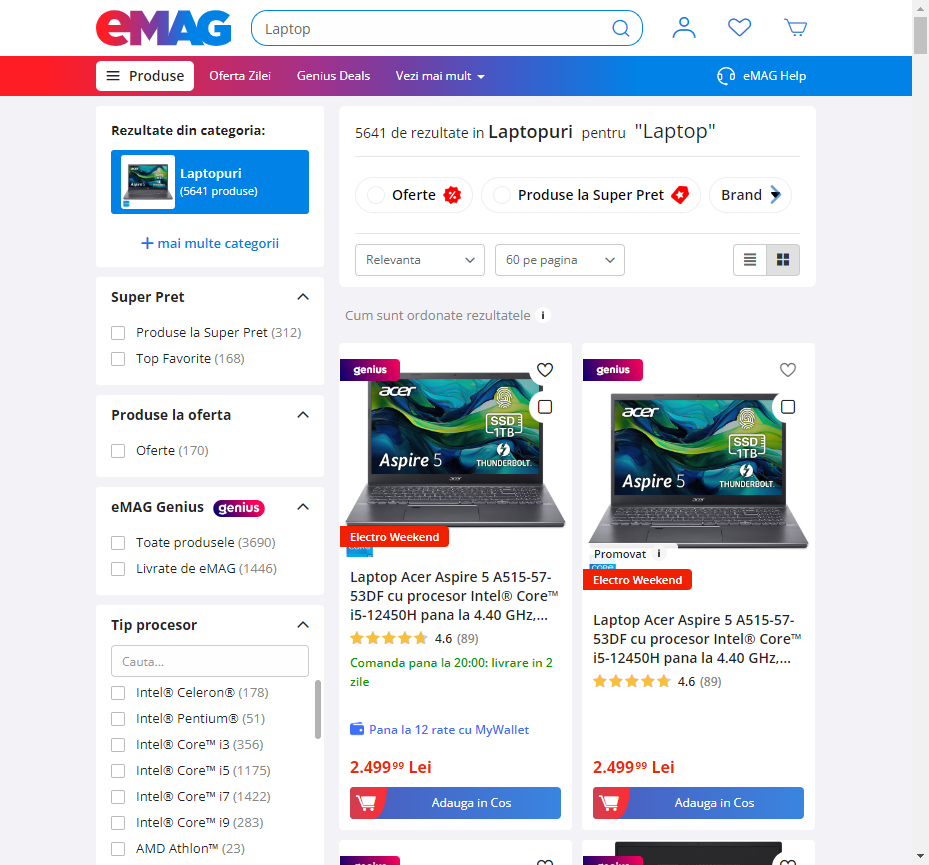 eMAG
Laptop
Produse
Oferta Zilei
Genius Deals
Vezi mai mult
eMAG Help
Rezultate din categoria:
Laptopuri
(5641 produse)
+ mai multe categorii
Super Pret
Produse la Super Pret (312)
Top Favorite (168)
Produse la oferta
Oferte (170)
eMAG Genius genius
Toate produsele (3690)
Livrate de eMAG (1446)
Tip procesor
Cauta...
Intel® Celeron® (178)
Intel® Pentium® (51)
Intel® Core™ i3 (356)
Intel® Core™ i5 (1175)
Intel® Core™ i7 (1422)
Intel® Core™ i9 (283)
AMD Athlon™ (23)
5641 de rezultate in Laptopuri pentru "Laptop"
Oferte
Produse la Super Pret
Brand
Relevanta
60 pe pagina
Cum sunt ordonate rezultatele i
genius
acer
SSD
1TB
Aspire 5
THUNDERBOLT.
acer
Electro Weekend
Laptop Acer Aspire 5 A515-57-
53DF cu procesor Intel® Core™
i5-12450H pana la 4.40 GHz,...
4.6 (89)
Comanda pana la 20:00: livrare in 2
zile
Pana la 12 rate cu MyWallet
2.499⁹⁹ Lei
Adauga in Cos
genius
acer
SSD
1TB
Aspire 5
THUNDERBOLT.
acer
Promovat i
CORE
Electro Weekend
Laptop Acer Aspire 5 A515-57-
53DF cu procesor Intel® Core™
i5-12450H pana la 4.40 GHz,...
4.6 (89)
2.499⁹⁹ Lei
Adauga in Cos
genius
genius